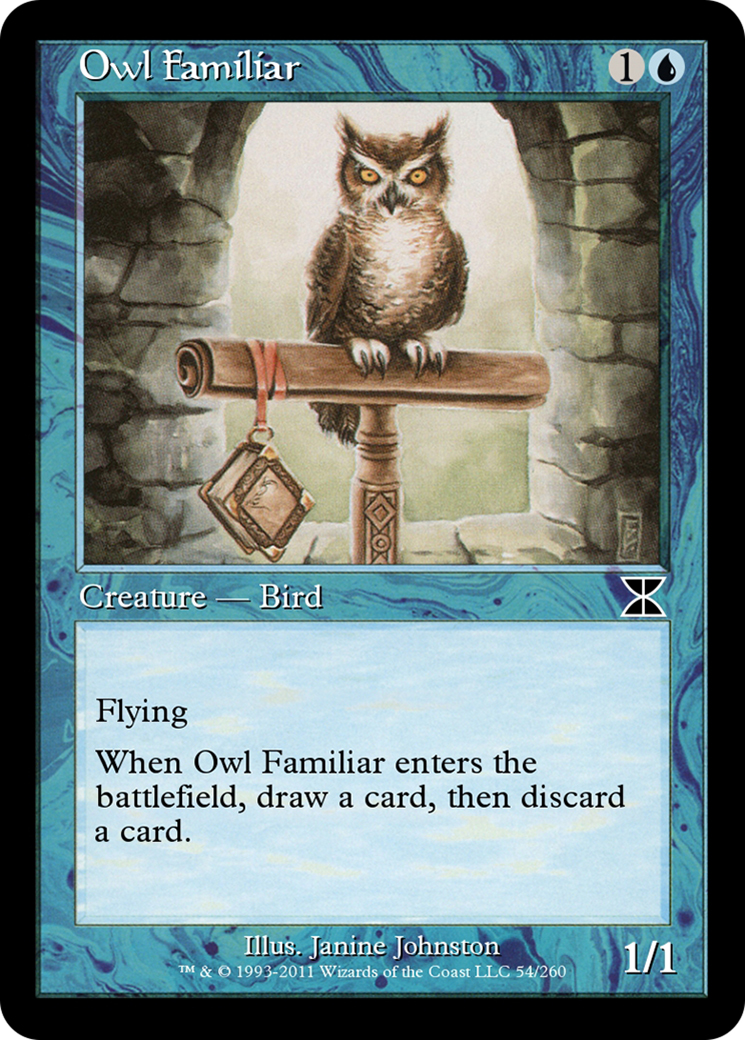 Owl Familiar 1
Creature — Bird
Flying
When Owl Familiar enters the
battlefield, draw a card, then discard
a card.
Illus. Janine Johnston
™ & © 1993-2011 Wizards of the Coast LLC 54/260
1/1